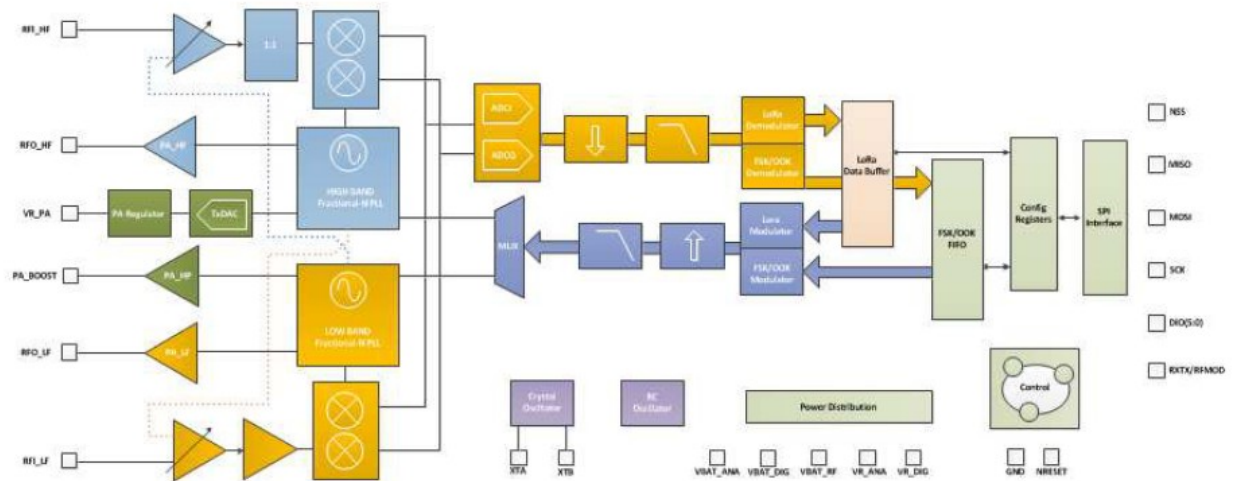 RFI_HF
1:1
RFO_HF
PA_HF
HIGH BAND
Fractional-N PLL
VR_PA
PA Regulator
TxDAC
PA_BOOST
PA_HP
LOW BAND
Fractional-N PLL
RFO_LF
PA_LF
RFI_LF
ADCI
ADCQ
MUX
LoRa
Demodulator
FSK/OOK
Demodulator
Lora
Modulator
FSK/OOK
Modulator
LoRa
Data Buffer
FSK/OOK
FIFO
Config
Registers
SPI
Interface
NSS
MISO
MOSI
SCK
DIO(5:0)
RXTX/RFMOD
Crystal
Oscillator
RC
Oscillator
Power Distribution
Control
XTA
XTB
VBAT_ANA
VBAT_DIG
VBAT_RF
VR_ANA
VR_DIG
GND
NRESET